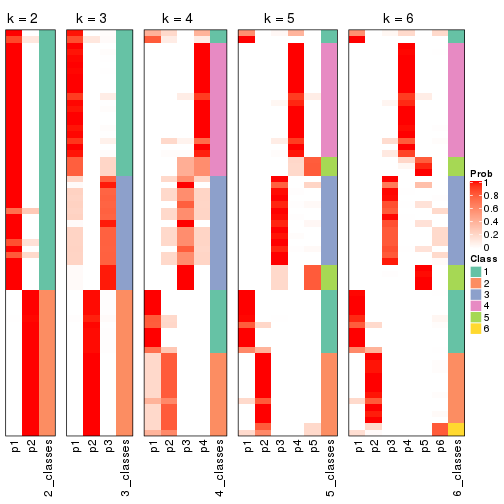 k = 2
k = 3
k = 4
k = 5
k = 6
p1
p2
2_classes
p1
p2
p3
3_classes
p1
p2
p3
p4
4_classes
p1
p2
p3
p4
p5
5_classes
p1
p2
p3
p4
p5
p6
6_classes
Prob
1
0.8
0.6
0.4
0.2
0
Class
1
2
3
4
5
6